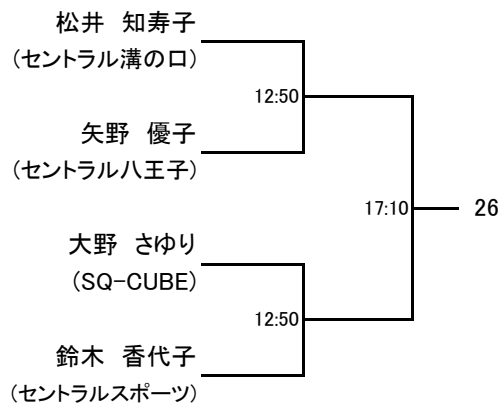 松井　知寿子
(セントラル溝の口)
12:50
矢野　優子
(セントラル八王子)
17:10
26
大野　さゆり
(SQ-CUBE)
12:50
鈴木　香代子
(セントラルスポーツ)